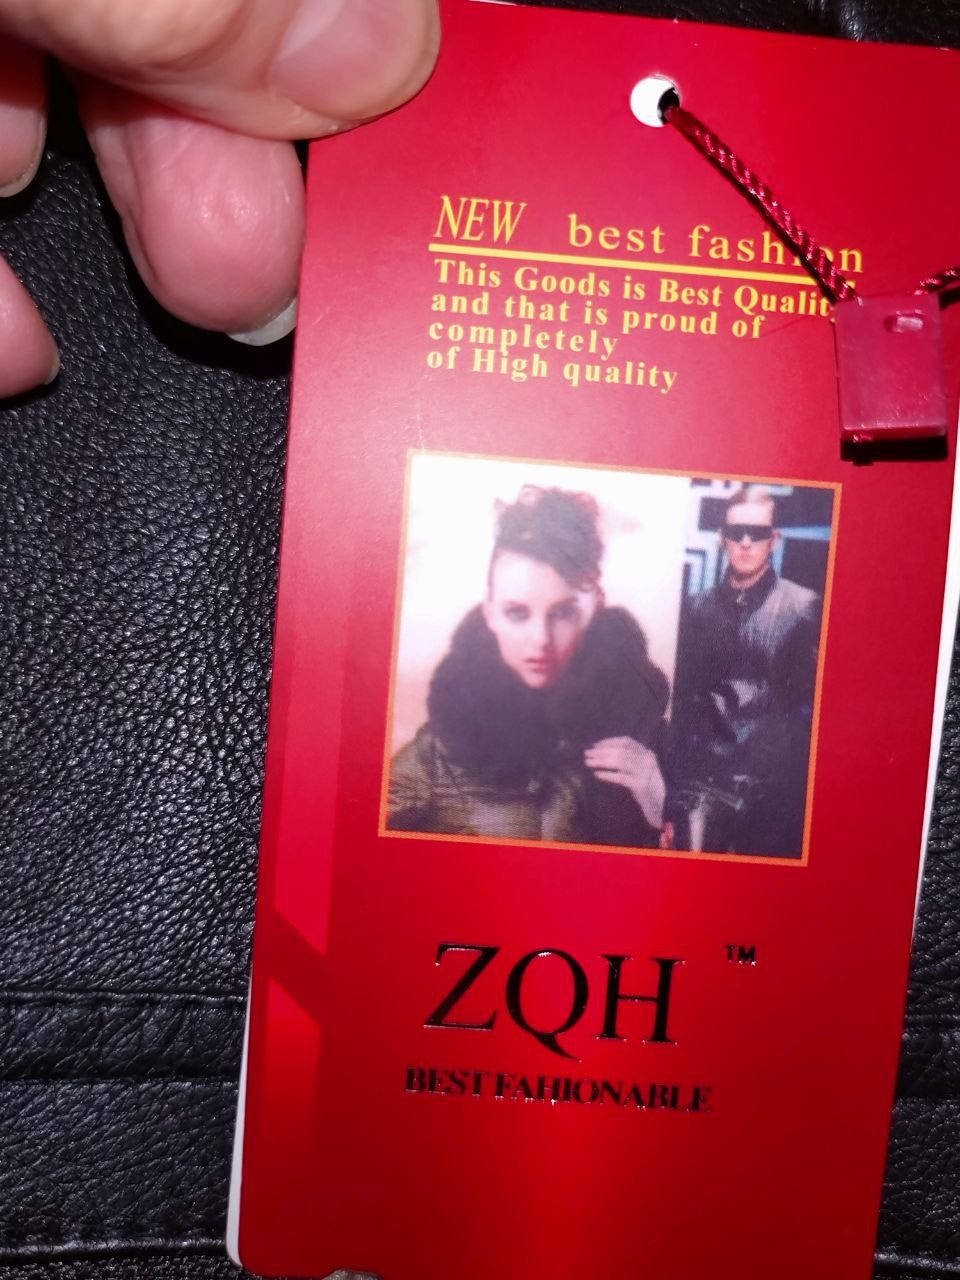 NEW best fashion
This Goods is Best Quality
and that is proud of
completely
of High quality
ZQH ™
BEST FAHIONABLE